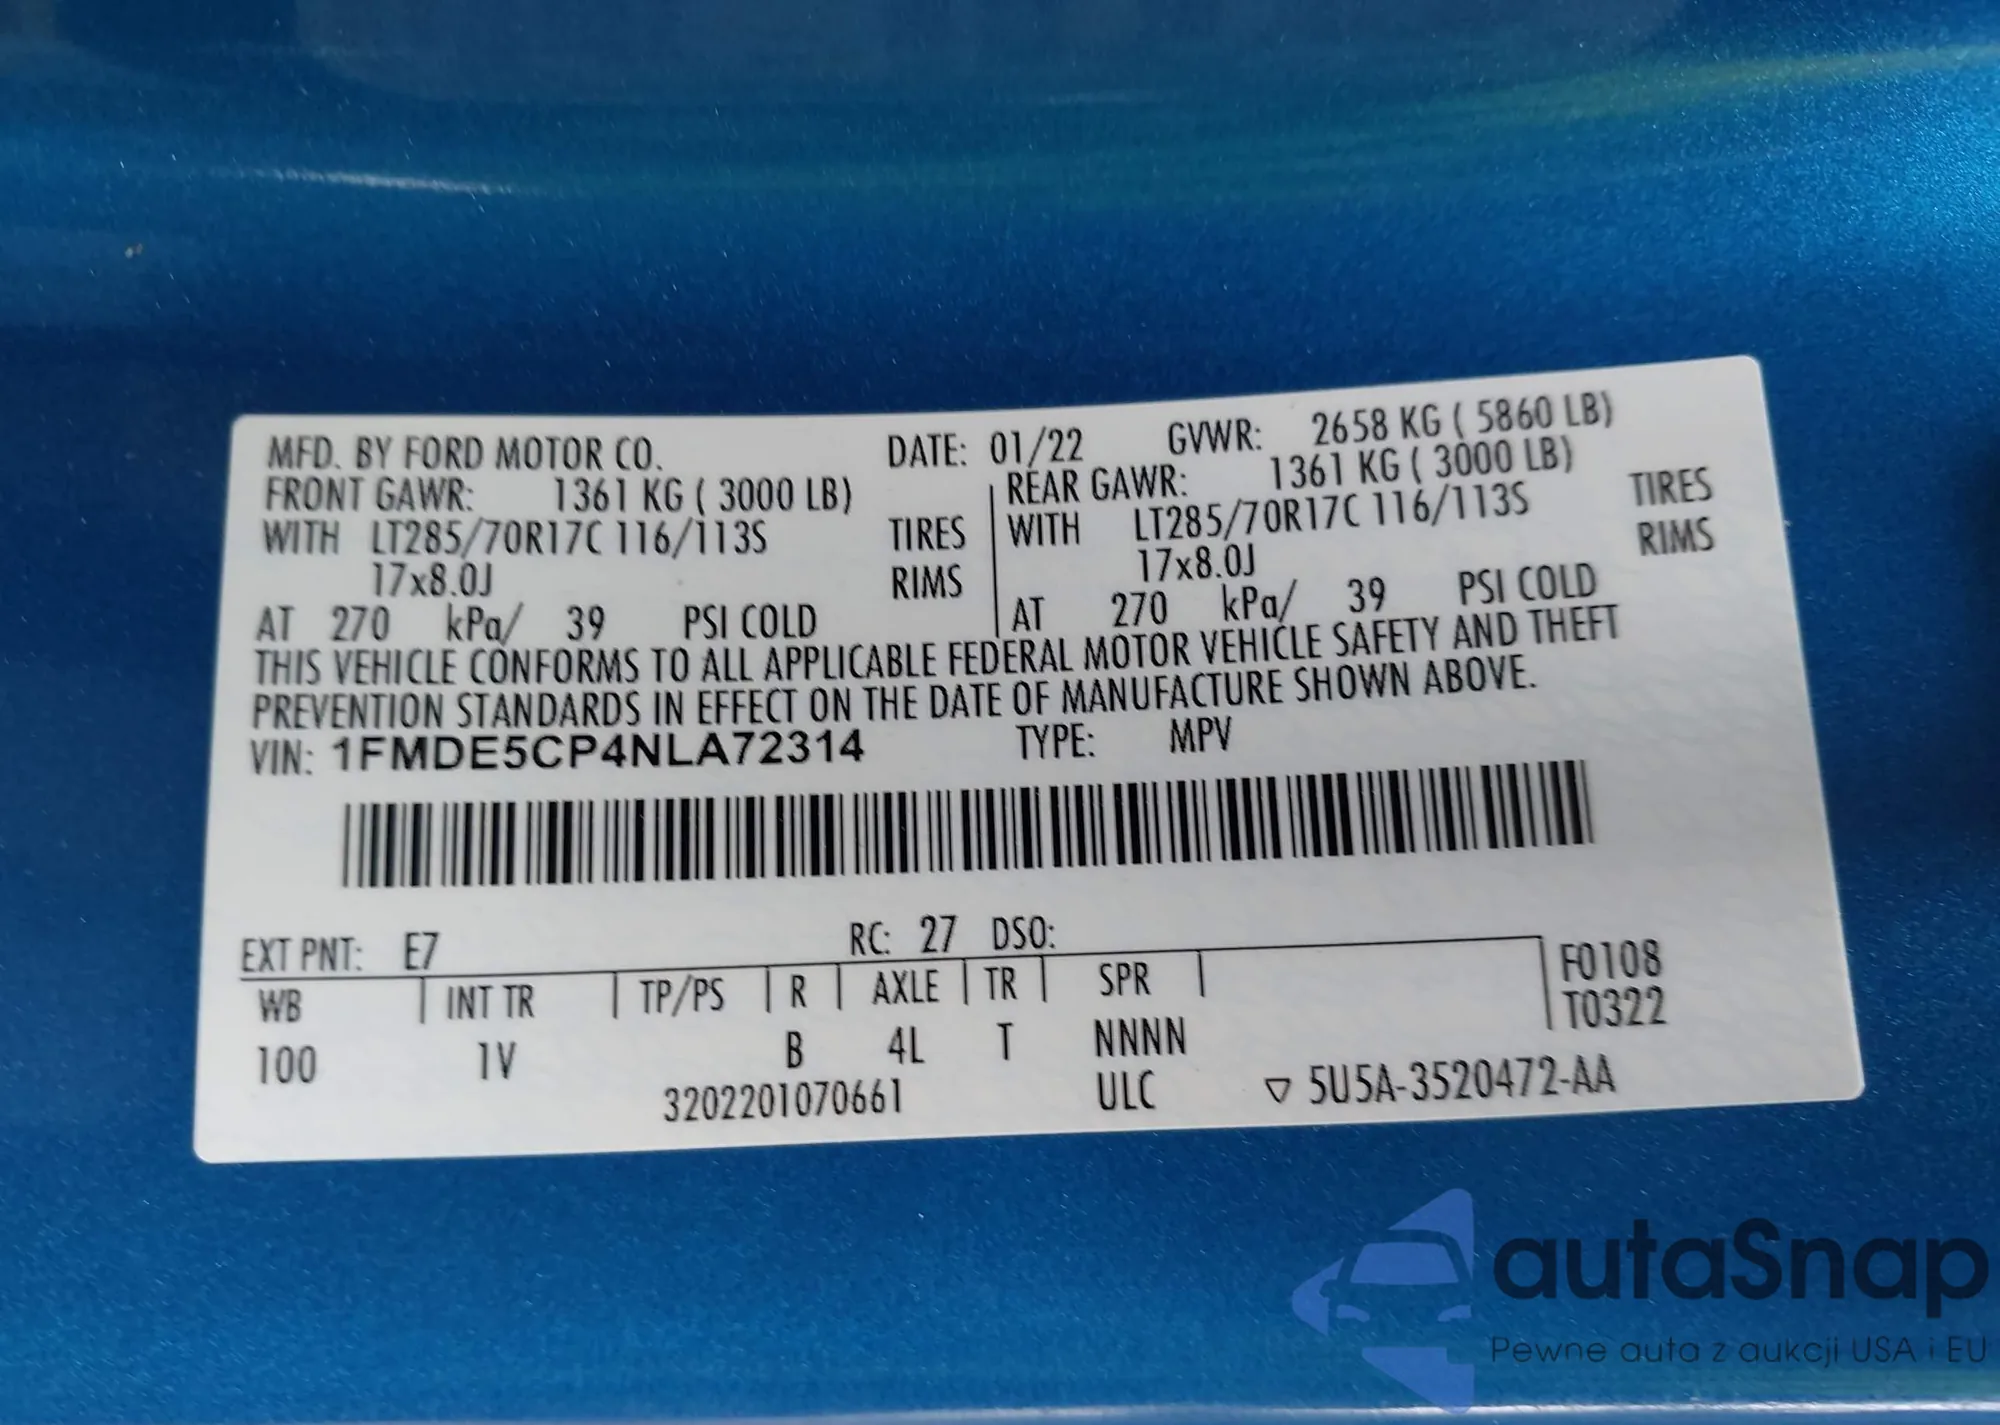 MFD. BY FORD MOTOR CO. DATE: 01/22 GVWR: 2658 KG ( 5860 LB)
FRONT GAWR: 1361 KG ( 3000 LB) REAR GAWR: 1361 KG ( 3000 LB)
WITH LT285/70R17C 116/113S TIRES WITH LT285/70R17C 116/113S TIRES
17x8.0J RIMS 17x8.0J RIMS
AT 270 kPa/ 39 PSI COLD AT 270 kPa/ 39 PSI COLD
THIS VEHICLE CONFORMS TO ALL APPLICABLE FEDERAL MOTOR VEHICLE SAFETY AND THEFT
PREVENTION STANDARDS IN EFFECT ON THE DATE OF MANUFACTURE SHOWN ABOVE.
VIN: 1FMDE5CP4NLA72314 TYPE: MPV
EXT PNT: E7 RC: 27 DSO:
WB INT TR TP/PS R AXLE TR SPR F0108
T0322
100 1V B 4L T NNNN
3202201070661 ULC ▽ 5U5A-3520472-AA
autaSnap
Pewne auta z aukcji USA i EU